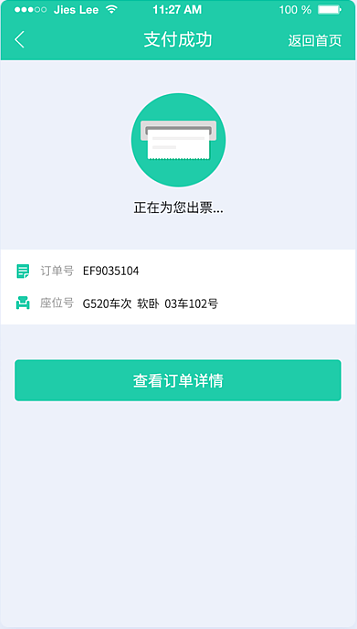 Jies Lee 11:27 AM 100 %
支付成功 返回首页
正在为您出票...
订单号 EF9035104
座位号 G520车次 软卧 03车102号
查看订单详情